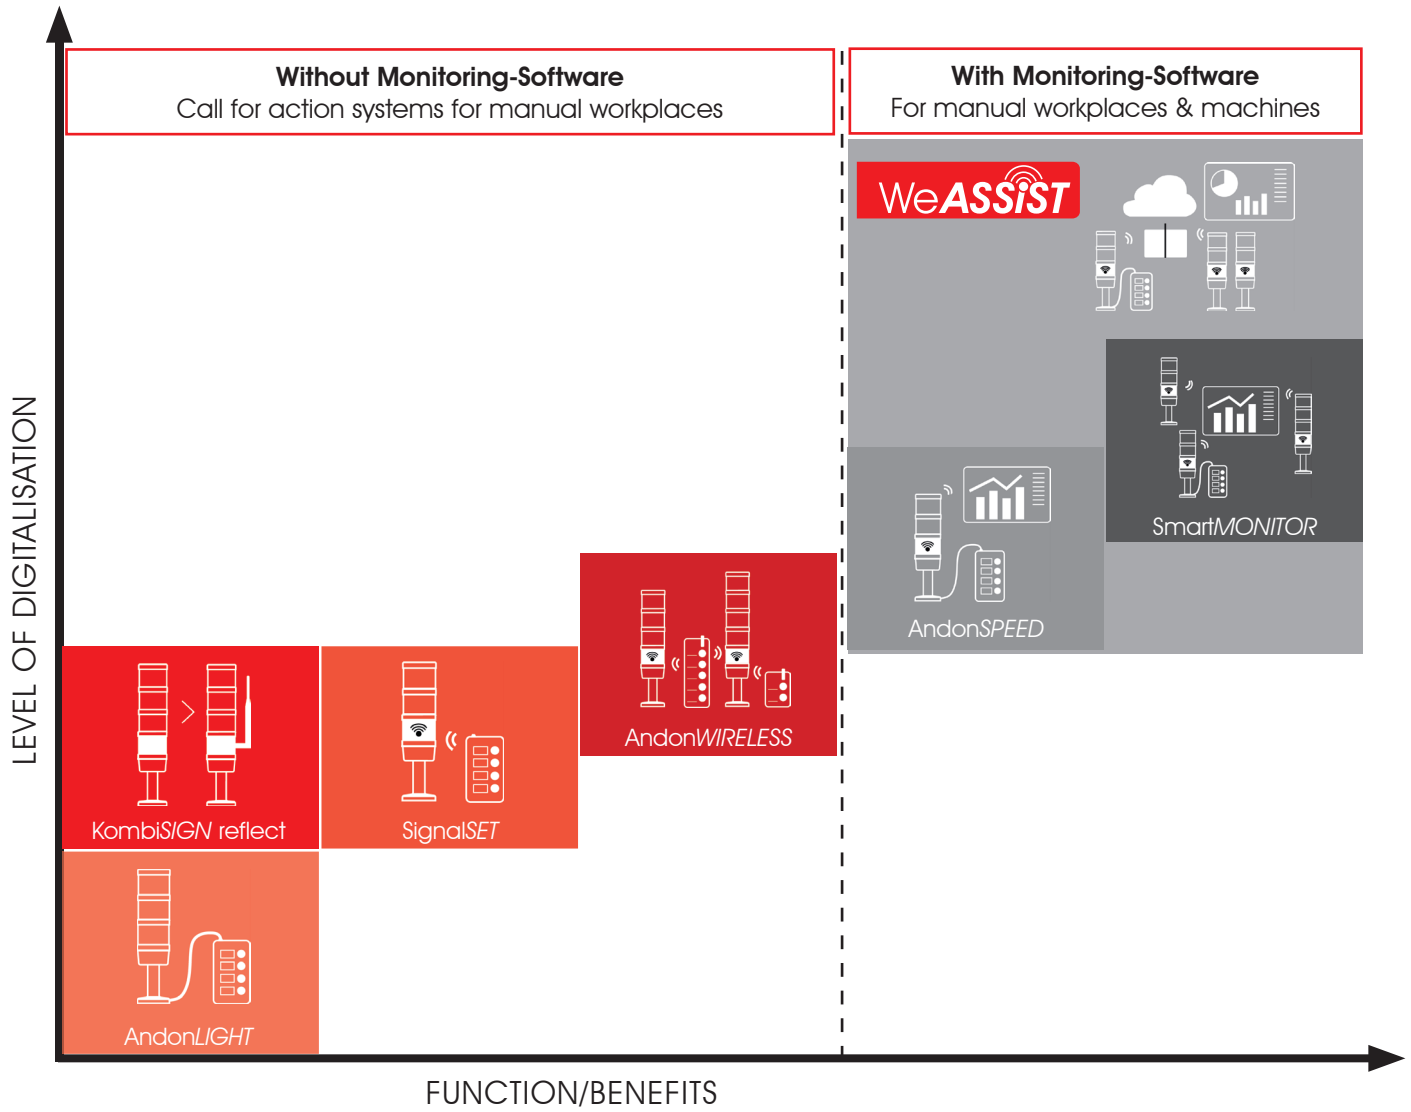 Without Monitoring-Software
Call for action systems for manual workplaces
With Monitoring-Software
For manual workplaces & machines
WeASSiST
SmartMONITOR
AndonSPEED
AndonWIRELESS
KombiSIGN reflect
SignalSET
AndonLIGHT
LEVEL OF DIGITALISATION
FUNCTION/BENEFITS